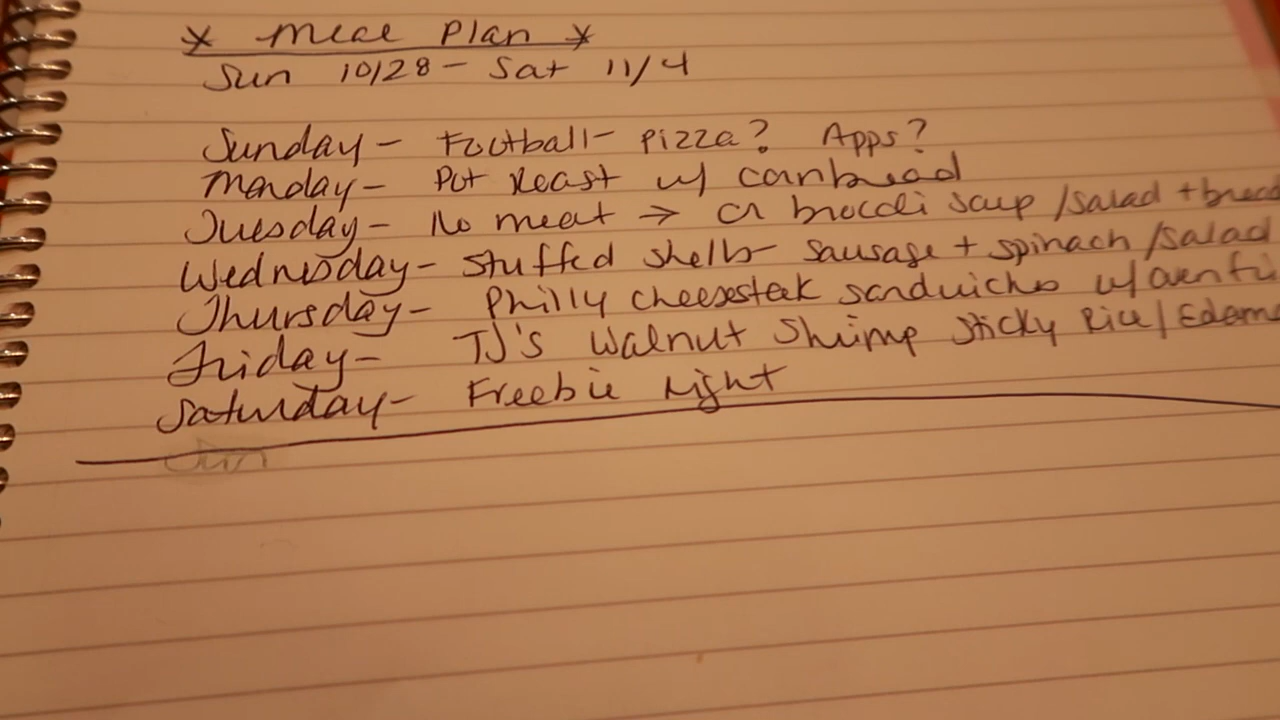 * Meal Plan *
Sun 10/28 - Sat 11/4
Sunday - Football - Pizza? Apps?
Monday - Pot Roast w/ cornbread
Tuesday - No meat → cr broccoli soup /salad + bread
Wednesday - stuffed shells sausage + spinach /salad
Thursday - Philly cheesesteak sandwiches w/ oven
Friday - TJ's Walnut Shrimp Sticky Rice/
Saturday - Freebie Night